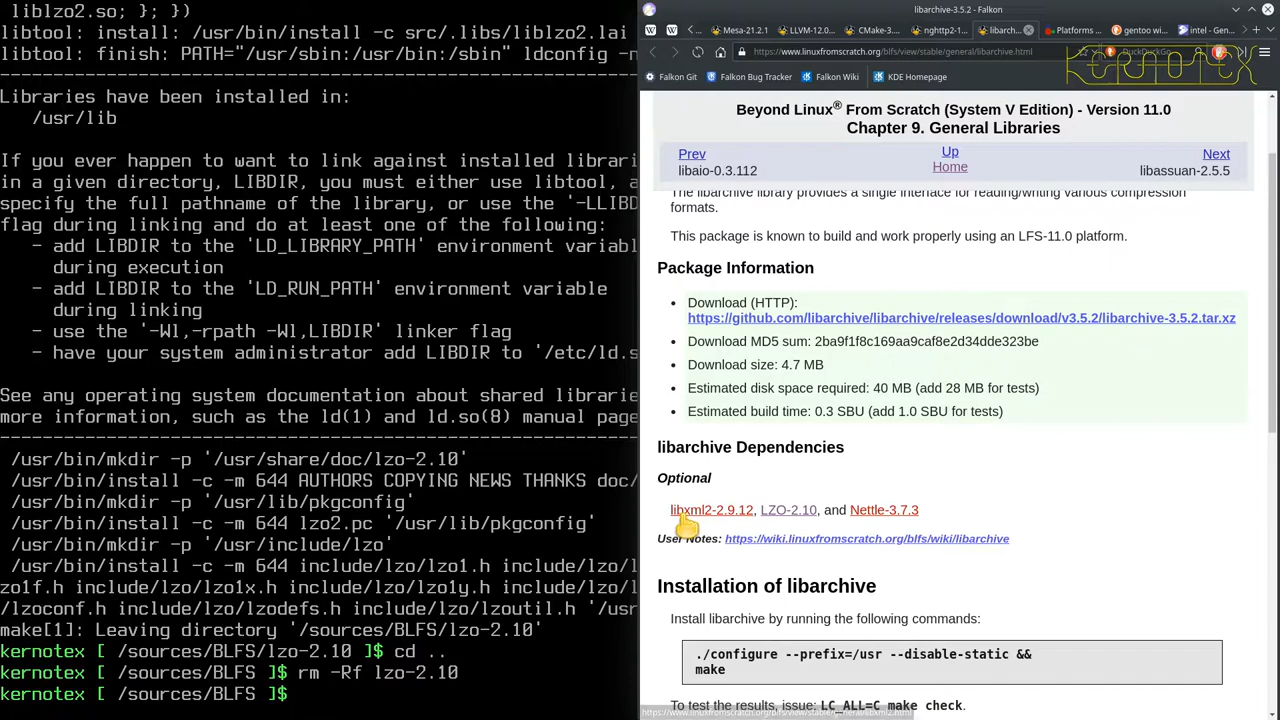 liblzo2.so; }; })
libtool: install: /usr/bin/install -c src/.libs/liblzo2.lai
libtool: finish: PATH="/usr/sbin:/usr/bin:/sbin" ldconfig -n
Libraries have been installed in:
/usr/lib
If you ever happen to want to link against installed librari
in a given directory, LIBDIR, you must either use libtool, a
specify the full pathname of the library, or use the '-LLIBD
flag during linking and do at least one of the following:
- add LIBDIR to the 'LD_LIBRARY_PATH' environment variabl
during execution
- add LIBDIR to the 'LD_RUN_PATH' environment variable
during linking
- use the '-Wl,-rpath -Wl,LIBDIR' linker flag
- have your system administrator add LIBDIR to '/etc/ld.s
See any operating system documentation about shared librarie
more information, such as the ld(1) and ld.so(8) manual page
/usr/bin/mkdir -p '/usr/share/doc/lzo-2.10'
/usr/bin/install -c -m 644 AUTHORS COPYING NEWS THANKS doc/
/usr/bin/mkdir -p '/usr/lib/pkgconfig'
/usr/bin/install -c -m 644 lzo2.pc '/usr/lib/pkgconfig'
/usr/bin/mkdir -p '/usr/include/lzo'
/usr/bin/install -c -m 644 include/lzo/lzo1.h include/lzo/l
zo1f.h include/lzo/lzo1x.h include/lzo/lzo1y.h include/lzo/l
/lzoconf.h include/lzo/lzodefs.h include/lzo/lzoutil.h '/usr
make[1]: Leaving directory '/sources/BLFS/lzo-2.10'
kernotex [ /sources/BLFS/lzo-2.10 ]$ cd ..
kernotex [ /sources/BLFS ]$ rm -Rf lzo-2.10
kernotex [ /sources/BLFS ]$
libarchive-3.5.2 - Falkon
Mesa-21.2.1 LLVM-12.0... CMake-3... nghttp2-1... libarch... Platforms... gentoo wi... intel - Gen...
https://www.linuxfromscratch.org/blfs/view/stable/general/libarchive.html DuckDuckGo
Falkon Git Falkon Bug Tracker Falkon Wiki KDE Homepage
kernotex
Beyond Linux® From Scratch (System V Edition) - Version 11.0
Chapter 9. General Libraries
Prev Up Next
libaio-0.3.112 Home libassuan-2.5.5
The libarchive library provides a single interface for reading/writing various compression
formats.
This package is known to build and work properly using an LFS-11.0 platform.
Package Information
Download (HTTP):
https://github.com/libarchive/libarchive/releases/download/v3.5.2/libarchive-3.5.2.tar.xz
Download MD5 sum: 2ba9f1f8c169aa9caf8e2d34dde323be
Download size: 4.7 MB
Estimated disk space required: 40 MB (add 28 MB for tests)
Estimated build time: 0.3 SBU (add 1.0 SBU for tests)
libarchive Dependencies
Optional
libxml2-2.9.12, LZO-2.10, and Nettle-3.7.3
User Notes: https://wiki.linuxfromscratch.org/blfs/wiki/libarchive
Installation of libarchive
Install libarchive by running the following commands:
./configure --prefix=/usr --disable-static &&
make
To test the results, issue: LC_ALL=C make check.